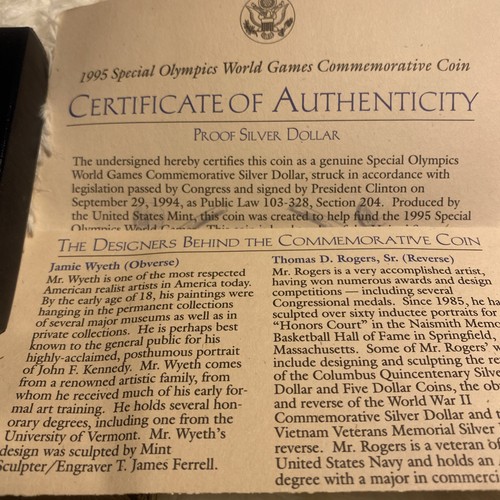 1995 Special Olympics World Games Commemorative Coin
CERTIFICATE OF AUTHENTICITY
PROOF SILVER DOLLAR
The undersigned hereby certifies this coin as a genuine Special Olympics
World Games Commemorative Silver Dollar, struck in accordance with
legislation passed by Congress and signed by President Clinton on
September 29, 1994, as Public Law 103-328, Section 204. Produced by
the United States Mint, this coin was created to help fund the 1995 Special
Olympics World Games. This coin
THE DESIGNERS BEHIND THE COMMEMORATIVE COIN
Jamie Wyeth (Obverse)
Mr. Wyeth is one of the most respected
American realist artists in America today.
By the early age of 18, his paintings were
hanging in the permanent collections
of several major museums as well as in
private collections. He is perhaps best
known to the general public for his
highly-acclaimed, posthumous portrait
of John F. Kennedy. Mr. Wyeth comes
from a renowned artistic family, from
whom he received much of his early for-
mal art training. He holds several hon-
orary degrees, including one from the
University of Vermont. Mr. Wyeth's
design was sculpted by Mint
Sculpter/Engraver T. James Ferrell.
Thomas D. Rogers, Sr. (Reverse)
Mr. Rogers is a very accomplished artist,
having won numerous awards and design
competitions — including several
Congressional medals. Since 1985, he ha
sculpted over sixty inductee portraits for
"Honors Court" in the Naismith Memo
Basketball Hall of Fame in Springfield,
Massachusetts. Some of Mr. Rogers' w
include designing and sculpting the re
of the Columbus Quincentenary Silve
Dollar and Five Dollar Coins, the ob
and reverse of the World War II
Commemorative Silver Dollar and
Vietnam Veterans Memorial Silver
reverse. Mr. Rogers is a veteran of
United States Navy and holds an
degree with a major in commerci